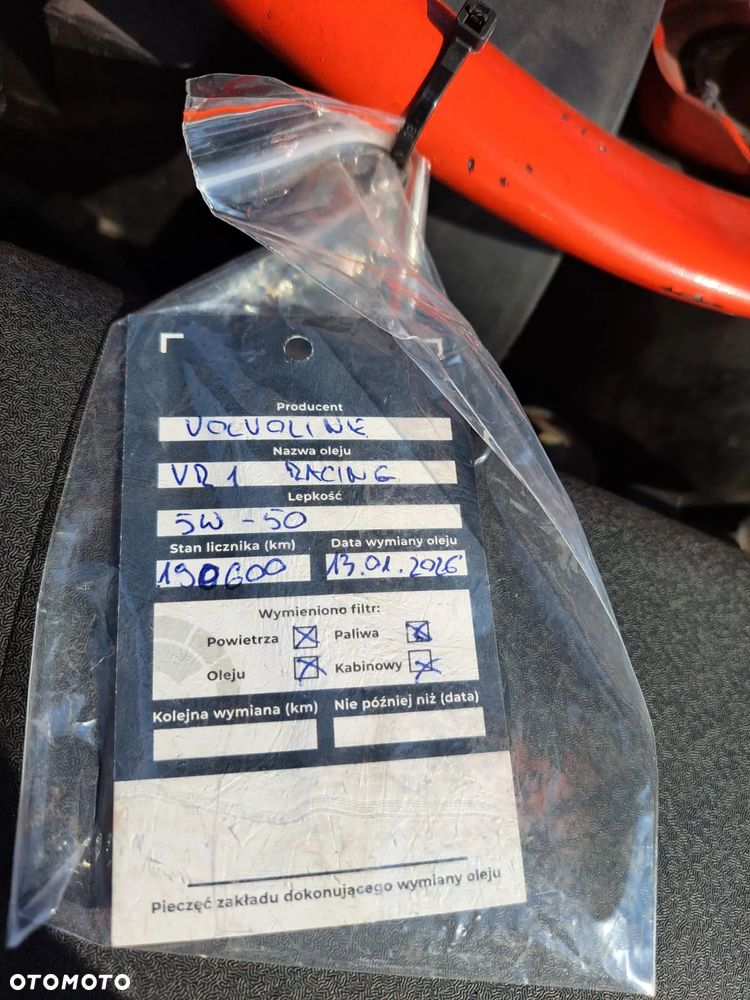 Producent
VOLVOLINE
Nazwa oleju
VR1 RACING
Lepkość
5W-50
Stan licznika (km) Data wymiany oleju
190600 13.01.2026
Wymieniono filtr:
Powietrza Paliwa
Oleju Kabinowy
Kolejna wymiana (km) Nie później niż (data)
Pieczęć zakładu dokonującego wymiany oleju
OTOMOTO